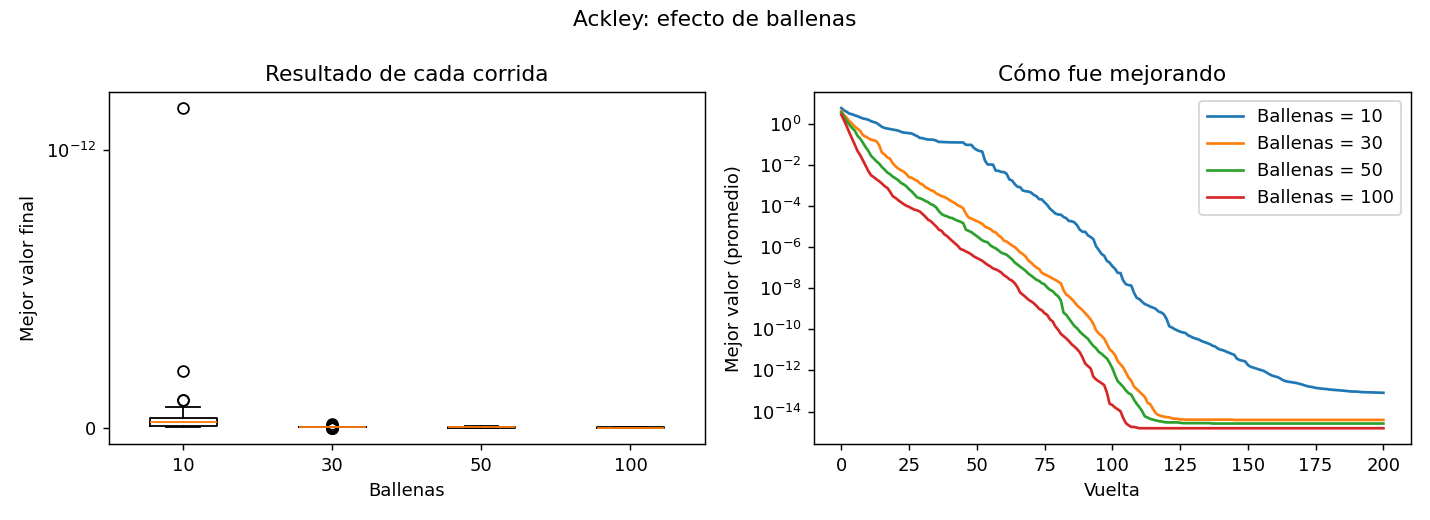 Ackley: efecto de ballenas
Resultado de cada corrida
Mejor valor final
10^{-12}
0
10 30 50 100
Ballenas
Cómo fue mejorando
Mejor valor (promedio)
10^{0}
10^{-2}
10^{-4}
10^{-6}
10^{-8}
10^{-10}
10^{-12}
10^{-14}
Ballenas = 10
Ballenas = 30
Ballenas = 50
Ballenas = 100
0 25 50 75 100 125 150 175 200
Vuelta